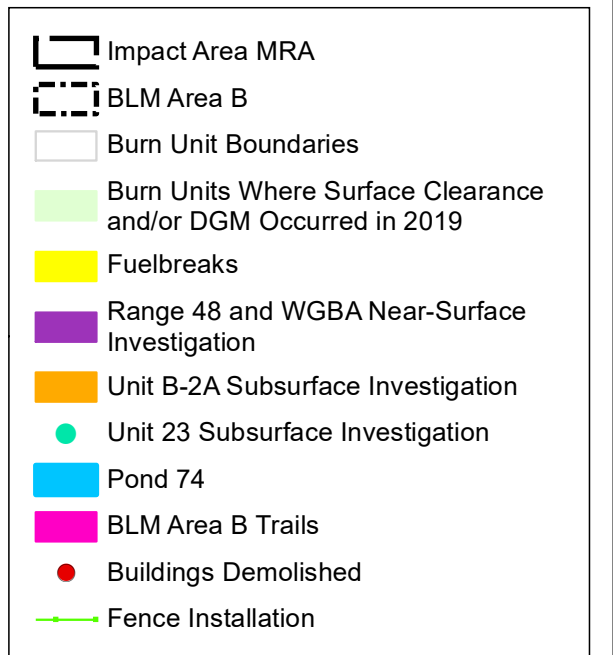 Impact Area MRA
BLM Area B
Burn Unit Boundaries
Burn Units Where Surface Clearance
and/or DGM Occurred in 2019
Fuelbreaks
Range 48 and WGBA Near-Surface
Investigation
Unit B-2A Subsurface Investigation
Unit 23 Subsurface Investigation
Pond 74
BLM Area B Trails
Buildings Demolished
Fence Installation